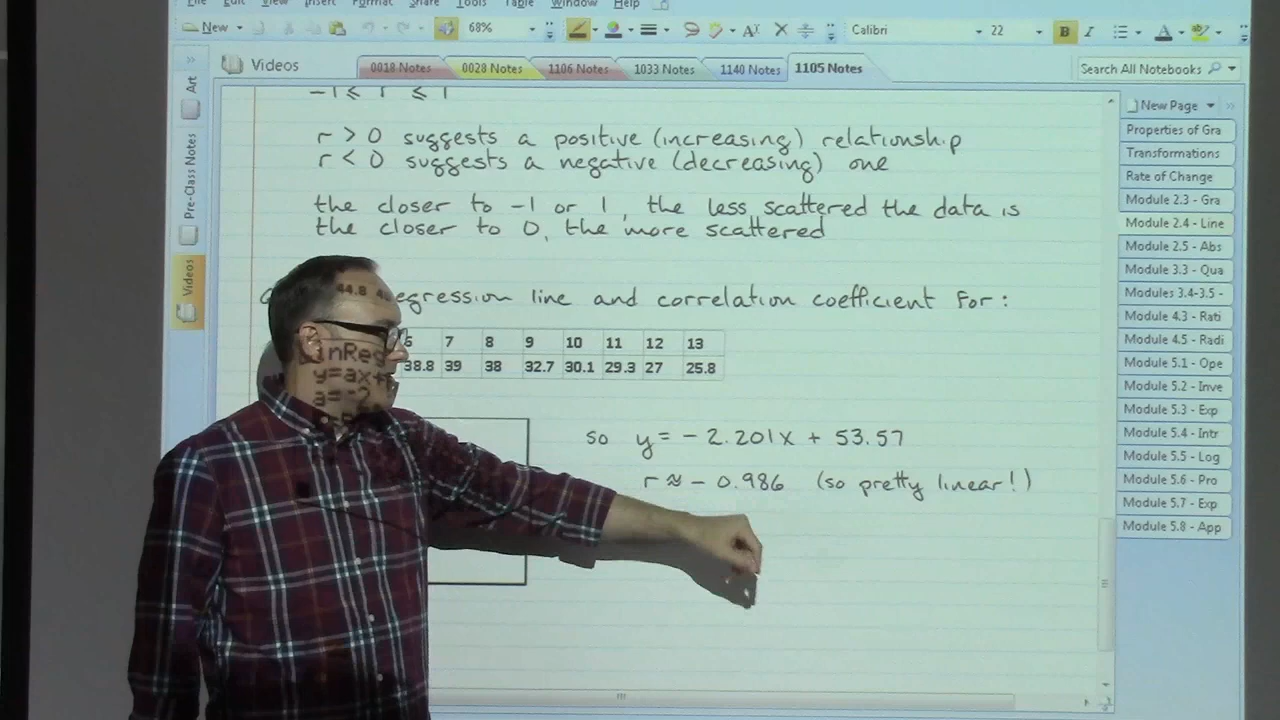 File Edit View Insert Format Share Tools Table Window Help
New 68% Calibri 22 B I
Videos 0018 Notes 0028 Notes 1106 Notes 1033 Notes 1140 Notes 1105 Notes Search All Notebooks
Art
Pre-Class Notes
Videos
r > 0 suggests a positive (increasing) relationship
r < 0 suggests a negative (decreasing) one
the closer to -1 or 1, the less scattered the data is
the closer to 0, the more scattered
egression line and correlation coefficient for:
7 8 9 10 11 12 13
38.8 39 38 32.7 30.1 29.3 27 25.8
44.8
inReg
y=ax+
a=-2
so y = - 2.201x + 53.57
r ≈ - 0.986 (so pretty linear!)
New Page
Properties of Gra
Transformations
Rate of Change
Module 2.3 - Gra
Module 2.4 - Line
Module 2.5 - Abs
Module 3.3 - Qua
Modules 3.4-3.5 -
Module 4.3 - Rati
Module 4.5 - Radi
Module 5.1 - Ope
Module 5.2 - Inve
Module 5.3 - Exp
Module 5.4 - Intr
Module 5.5 - Log
Module 5.6 - Pro
Module 5.7 - Exp
Module 5.8 - App